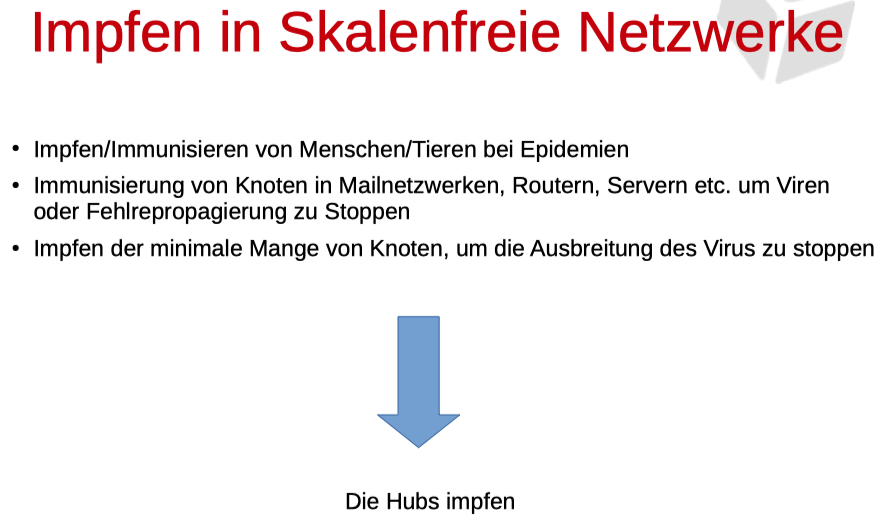 Impfen in Skalenfreie Netzwerke
• Impfen/Immunisieren von Menschen/Tieren bei Epidemien
• Immunisierung von Knoten in Mailnetzwerken, Routern, Servern etc. um Viren
oder Fehlrepropagierung zu Stoppen
• Impfen der minimale Mange von Knoten, um die Ausbreitung des Virus zu stoppen
Die Hubs impfen